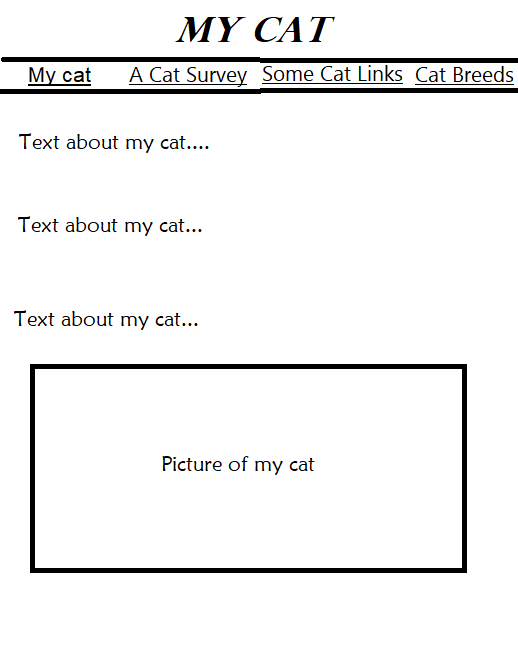 MY CAT
My cat A Cat Survey Some Cat Links Cat Breeds
Text about my cat....
Text about my cat...
Text about my cat...
Picture of my cat